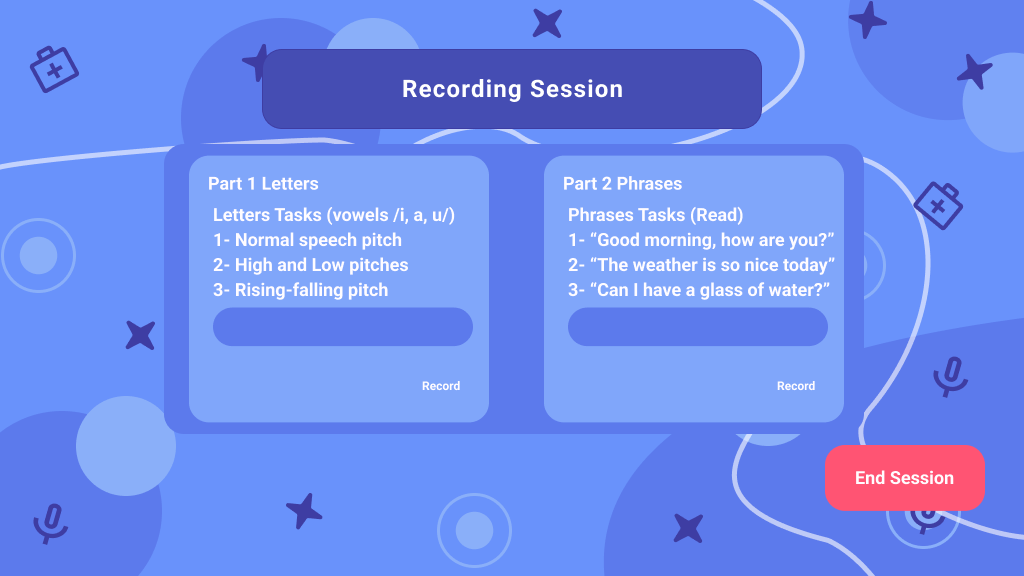 Recording Session
Part 1 Letters
Letters Tasks (vowels /i, a, u/)
1- Normal speech pitch
2- High and Low pitches
3- Rising-falling pitch
Record
Part 2 Phrases
Phrases Tasks (Read)
1- “Good morning, how are you?”
2- “The weather is so nice today”
3- “Can I have a glass of water?”
Record
End Session